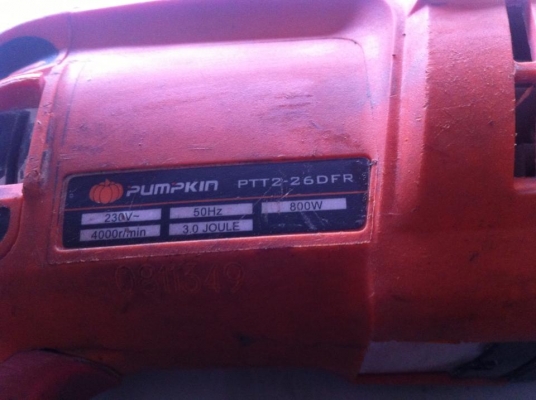 PUMPKIN PTT2-26DFR
230V~ 50Hz 800W
4000r/min 3.0 JOULE